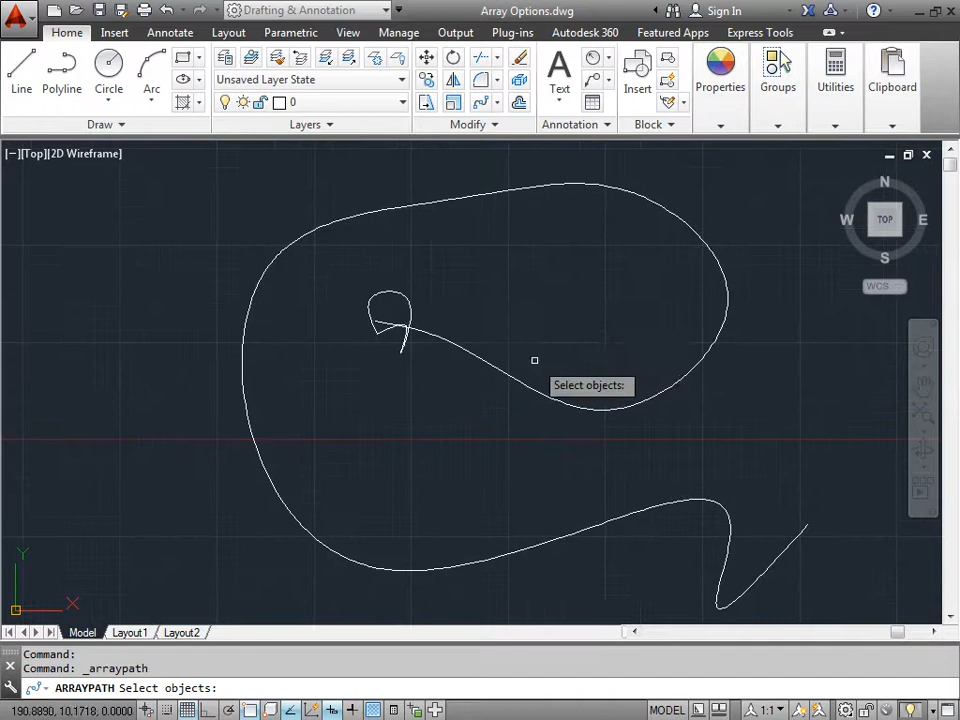 Drafting & Annotation
Array Options.dwg
Sign In
Home Insert Annotate Layout Parametric View Manage Output Plug-ins Autodesk 360 Featured Apps Express Tools
Line Polyline Circle Arc
Unsaved Layer State
0
Text
Insert
Properties
Groups
Utilities
Clipboard
Draw Layers Modify Annotation Block
[−][Top][2D Wireframe]
N
W TOP E
S
WCS
Select objects:
Y
X
Model Layout1 Layout2
Command:
Command: _arraypath
ARRAYPATH Select objects:
190.8890, 10.1718, 0.0000
MODEL
1:1